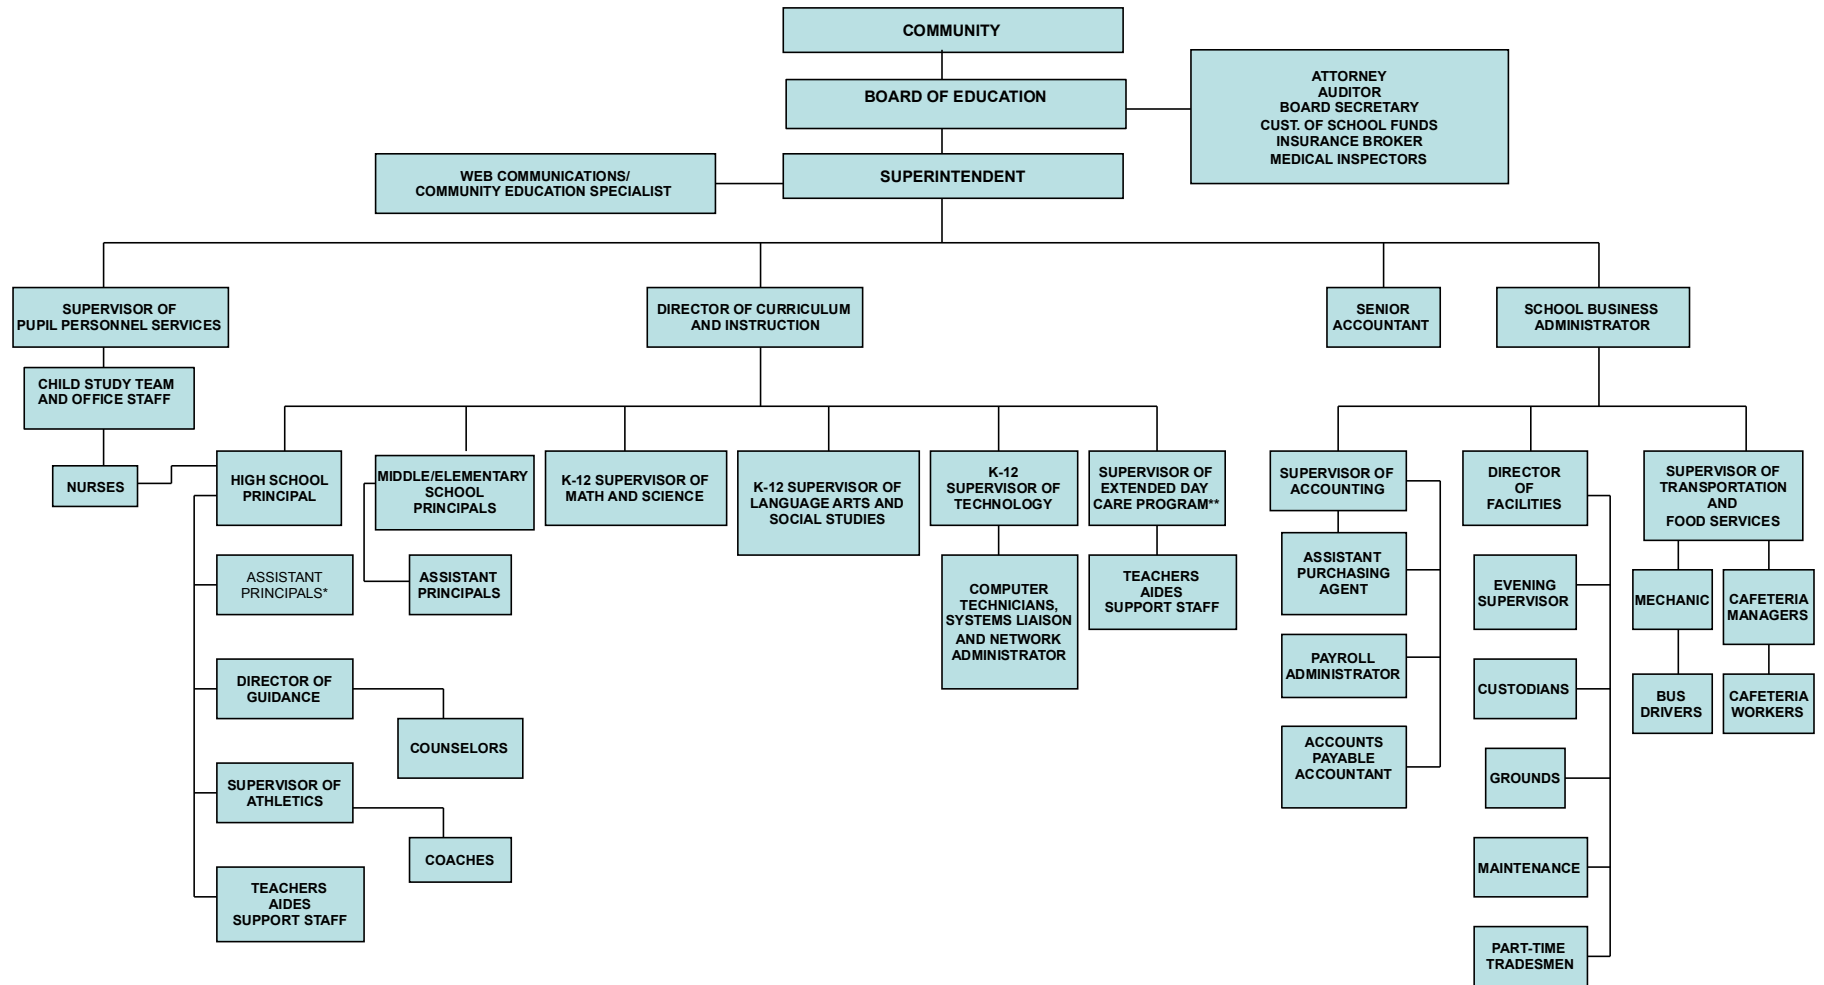 COMMUNITY
BOARD OF EDUCATION
ATTORNEY
AUDITOR
BOARD SECRETARY
CUST. OF SCHOOL FUNDS
INSURANCE BROKER
MEDICAL INSPECTORS
WEB COMMUNICATIONS/
COMMUNITY EDUCATION SPECIALIST
SUPERINTENDENT
SUPERVISOR OF
PUPIL PERSONNEL SERVICES
DIRECTOR OF CURRICULUM
AND INSTRUCTION
SENIOR
ACCOUNTANT
SCHOOL BUSINESS
ADMINISTRATOR
CHILD STUDY TEAM
AND OFFICE STAFF
NURSES
HIGH SCHOOL
PRINCIPAL
MIDDLE/ELEMENTARY
SCHOOL
PRINCIPALS
K-12 SUPERVISOR OF
MATH AND SCIENCE
K-12 SUPERVISOR OF
LANGUAGE ARTS AND
SOCIAL STUDIES
K-12
SUPERVISOR OF
TECHNOLOGY
SUPERVISOR OF
EXTENDED DAY
CARE PROGRAM**
SUPERVISOR OF
ACCOUNTING
DIRECTOR
OF
FACILITIES
SUPERVISOR OF
TRANSPORTATION
AND
FOOD SERVICES
ASSISTANT
PRINCIPALS*
ASSISTANT
PRINCIPALS
COMPUTER
TECHNICIANS,
SYSTEMS LIAISON
AND NETWORK
ADMINISTRATOR
TEACHERS
AIDES
SUPPORT STAFF
ASSISTANT
PURCHASING
AGENT
EVENING
SUPERVISOR
MECHANIC
CAFETERIA
MANAGERS
DIRECTOR OF
GUIDANCE
COUNSELORS
PAYROLL
ADMINISTRATOR
CUSTODIANS
BUS
DRIVERS
CAFETERIA
WORKERS
SUPERVISOR OF
ATHLETICS
COACHES
ACCOUNTS
PAYABLE
ACCOUNTANT
GROUNDS
TEACHERS
AIDES
SUPPORT STAFF
MAINTENANCE
PART-TIME
TRADESMEN